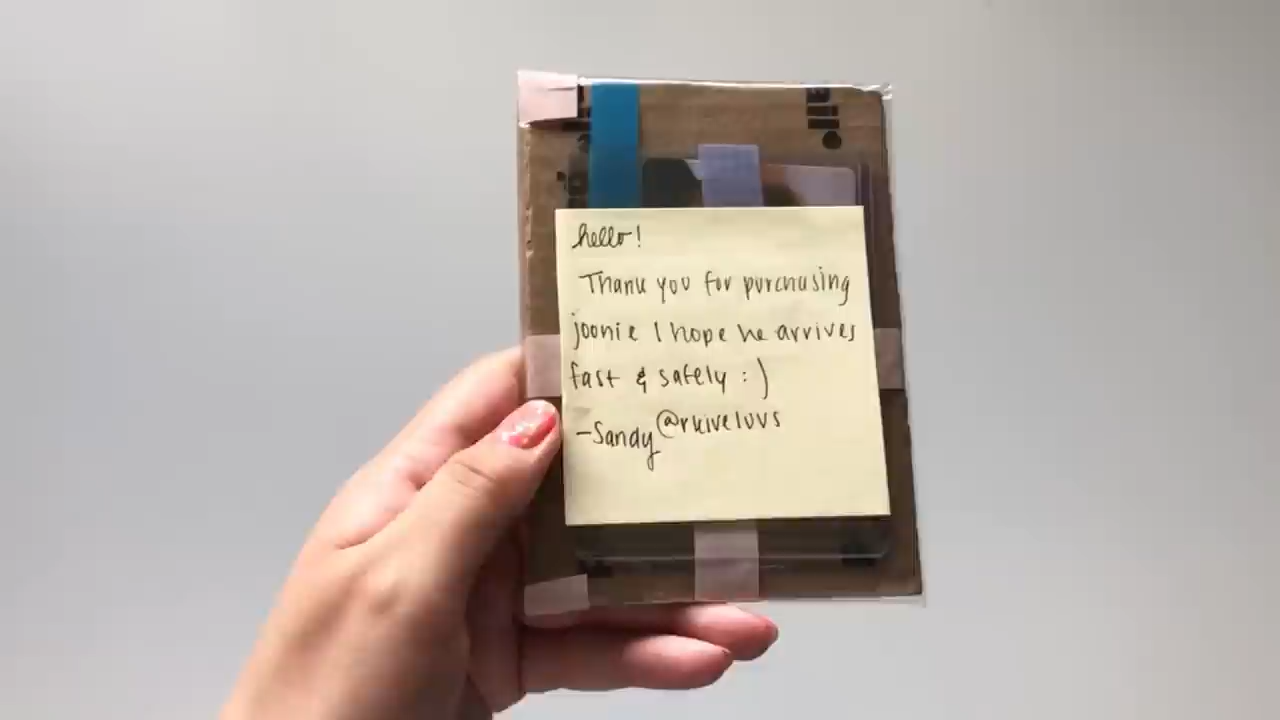 hello!
Thank you for purchasing
joonie I hope he arrives
fast & safely :)
-Sandy @rkiveluvs